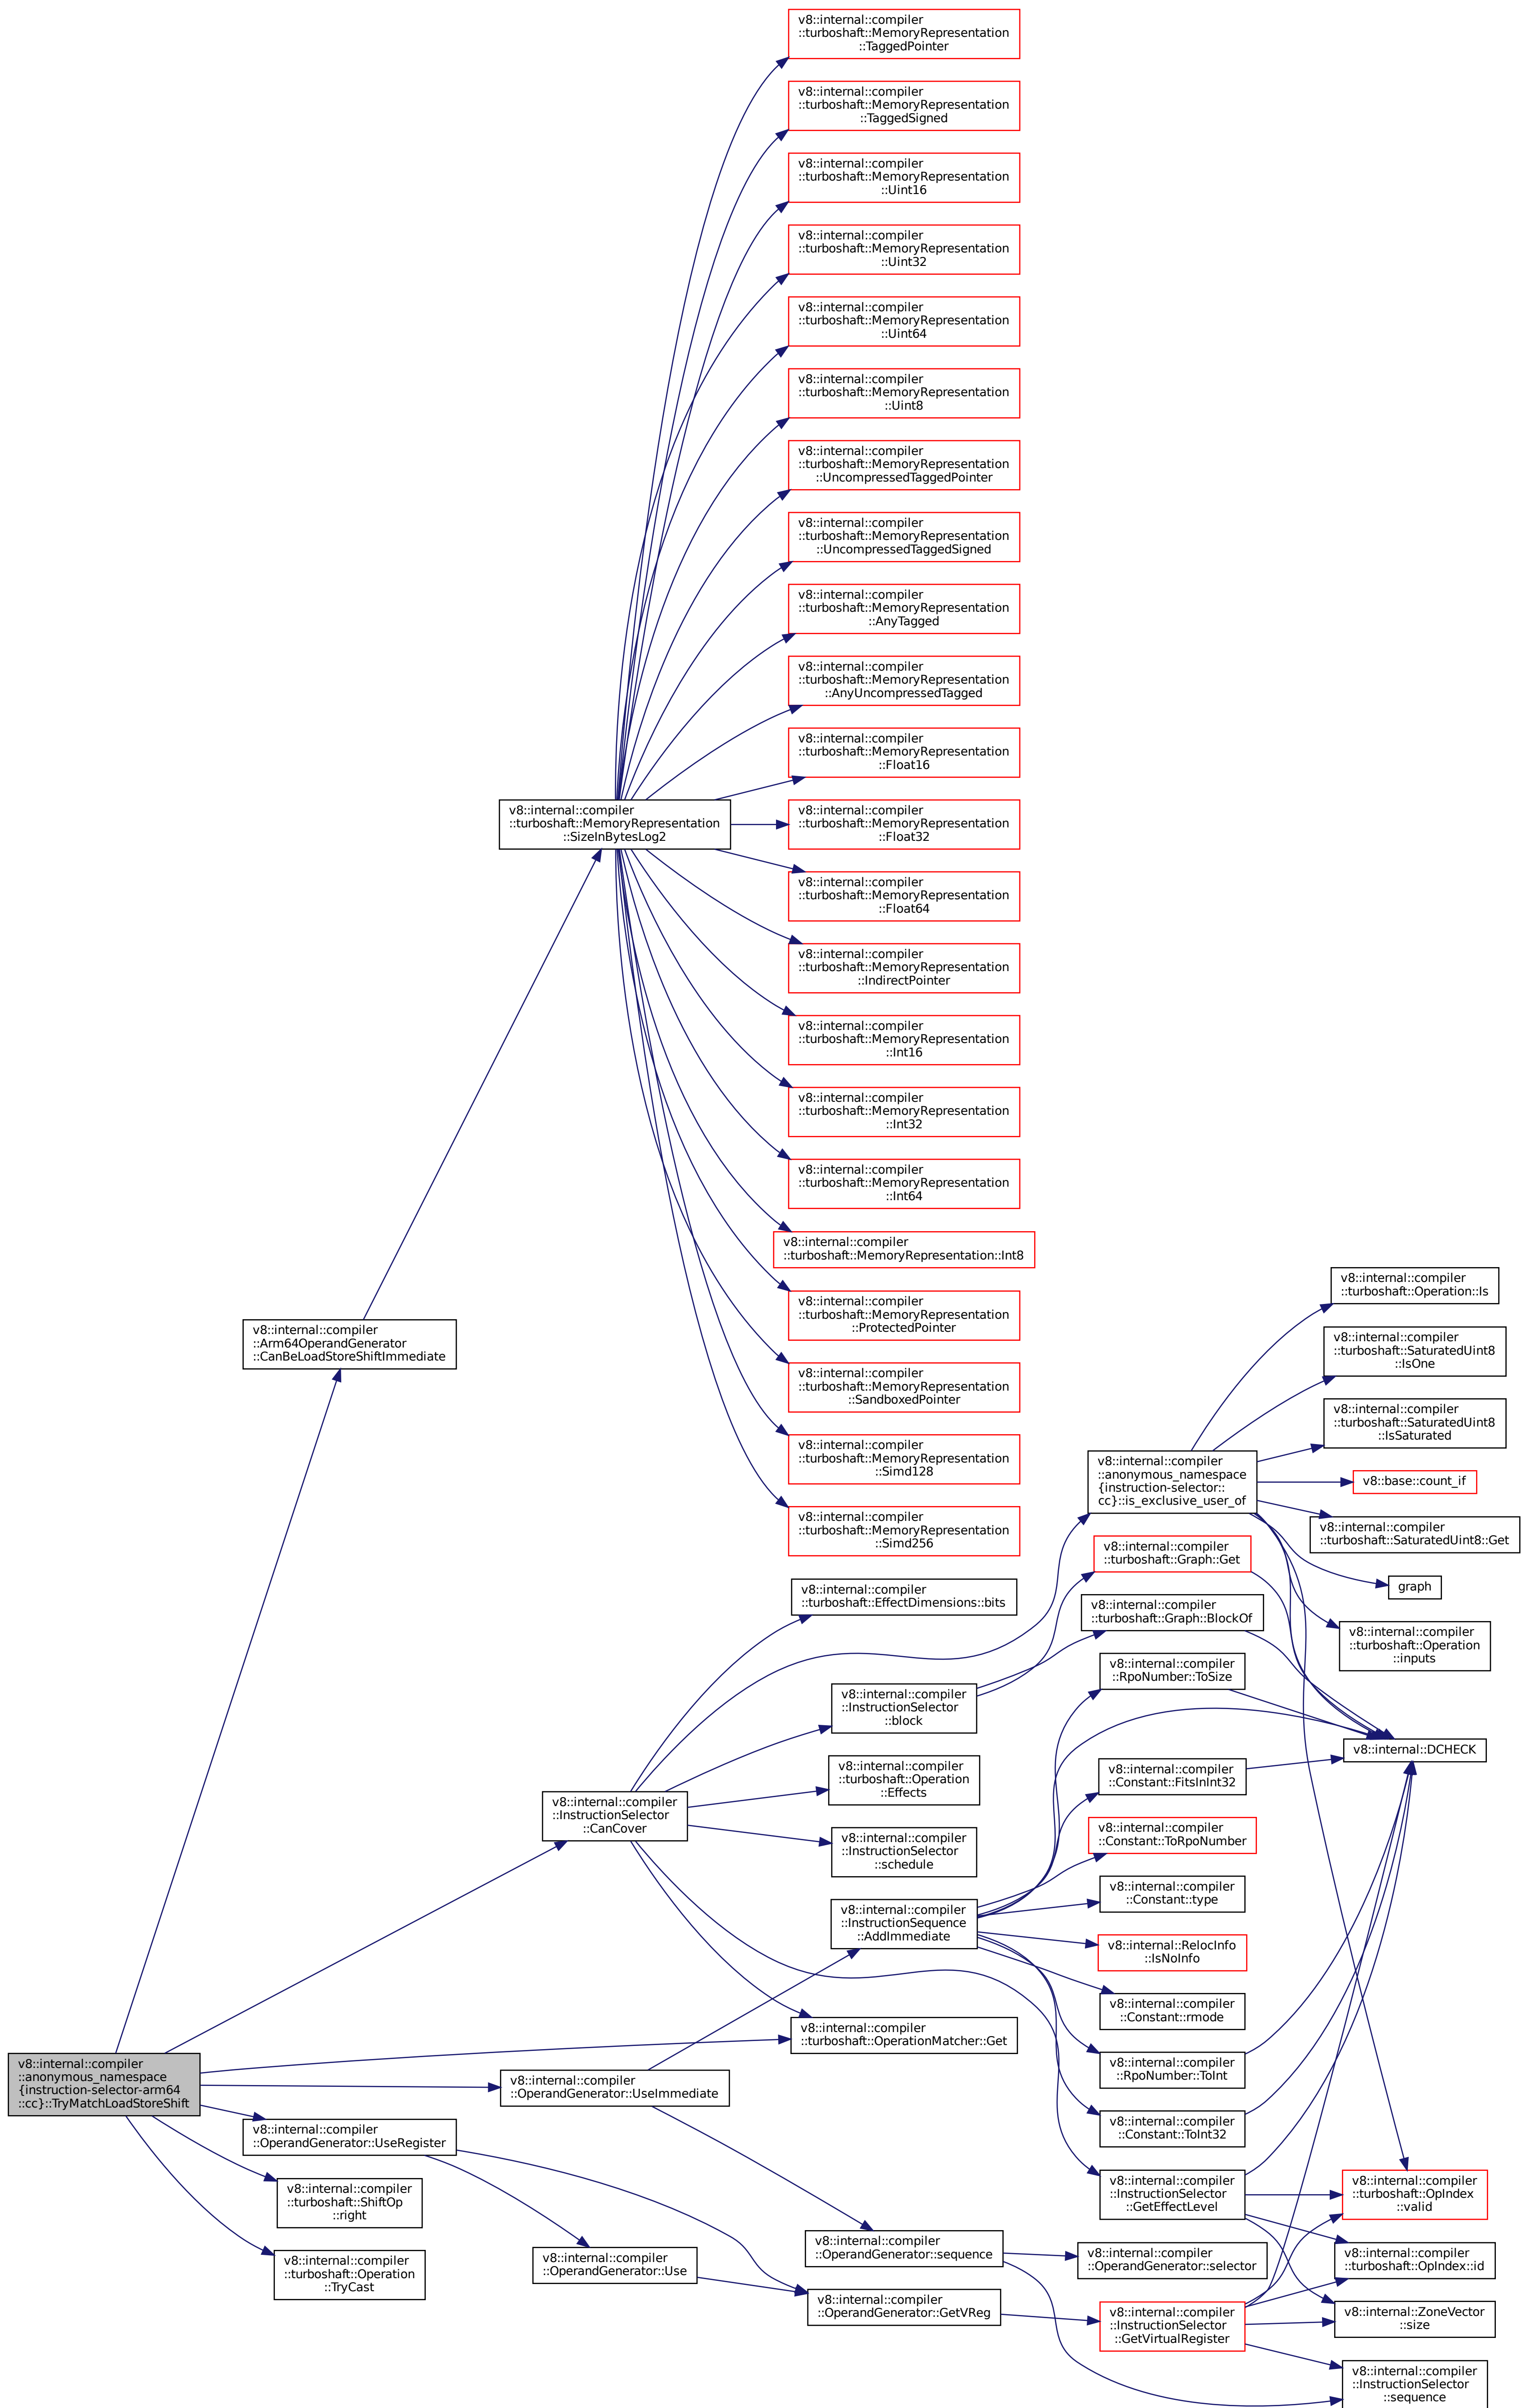 v8::internal::compiler
::turboshaft::MemoryRepresentation
::TaggedPointer
v8::internal::compiler
::turboshaft::MemoryRepresentation
::TaggedSigned
v8::internal::compiler
::turboshaft::MemoryRepresentation
::Uint16
v8::internal::compiler
::turboshaft::MemoryRepresentation
::Uint32
v8::internal::compiler
::turboshaft::MemoryRepresentation
::Uint64
v8::internal::compiler
::turboshaft::MemoryRepresentation
::Uint8
v8::internal::compiler
::turboshaft::MemoryRepresentation
::UncompressedTaggedPointer
v8::internal::compiler
::turboshaft::MemoryRepresentation
::UncompressedTaggedSigned
v8::internal::compiler
::turboshaft::MemoryRepresentation
::AnyTagged
v8::internal::compiler
::turboshaft::MemoryRepresentation
::AnyUncompressedTagged
v8::internal::compiler
::turboshaft::MemoryRepresentation
::Float16
v8::internal::compiler
::turboshaft::MemoryRepresentation
::SizeInBytesLog2
v8::internal::compiler
::turboshaft::MemoryRepresentation
::Float32
v8::internal::compiler
::turboshaft::MemoryRepresentation
::Float64
v8::internal::compiler
::turboshaft::MemoryRepresentation
::IndirectPointer
v8::internal::compiler
::turboshaft::MemoryRepresentation
::Int16
v8::internal::compiler
::turboshaft::MemoryRepresentation
::Int32
v8::internal::compiler
::turboshaft::MemoryRepresentation
::Int64
v8::internal::compiler
::turboshaft::MemoryRepresentation::Int8
v8::internal::compiler
::turboshaft::MemoryRepresentation
::ProtectedPointer
v8::internal::compiler
::turboshaft::MemoryRepresentation
::SandboxedPointer
v8::internal::compiler
::turboshaft::MemoryRepresentation
::Simd128
v8::internal::compiler
::turboshaft::MemoryRepresentation
::Simd256
v8::internal::compiler
::Arm64OperandGenerator
::CanBeLoadStoreShiftImmediate
v8::internal::compiler
::turboshaft::Operation::Is
v8::internal::compiler
::turboshaft::SaturatedUint8
::IsOne
v8::internal::compiler
::turboshaft::SaturatedUint8
::IsSaturated
v8::internal::compiler
::anonymous_namespace
{instruction-selector::
cc}::is_exclusive_user_of
v8::base::count_if
v8::internal::compiler
::turboshaft::SaturatedUint8::Get
graph
v8::internal::compiler
::turboshaft::Operation
::inputs
v8::internal::compiler
::turboshaft::Graph::Get
v8::internal::compiler
::turboshaft::EffectDimensions::bits
v8::internal::compiler
::turboshaft::Graph::BlockOf
v8::internal::compiler
::RpoNumber::ToSize
v8::internal::compiler
::InstructionSelector
::block
v8::internal::DCHECK
v8::internal::compiler
::turboshaft::Operation
::Effects
v8::internal::compiler
::Constant::FitsInInt32
v8::internal::compiler
::InstructionSelector
::CanCover
v8::internal::compiler
::InstructionSelector
::schedule
v8::internal::compiler
::Constant::ToRpoNumber
v8::internal::compiler
::Constant::type
v8::internal::compiler
::InstructionSequence
::AddImmediate
v8::internal::RelocInfo
::IsNoInfo
v8::internal::compiler
::Constant::rmode
v8::internal::compiler
::turboshaft::OperationMatcher::Get
v8::internal::compiler
::RpoNumber::ToInt
v8::internal::compiler
::anonymous_namespace
{instruction-selector-arm64
::cc}::TryMatchLoadStoreShift
v8::internal::compiler
::OperandGenerator::UseImmediate
v8::internal::compiler
::Constant::ToInt32
v8::internal::compiler
::OperandGenerator::UseRegister
v8::internal::compiler
::InstructionSelector
::GetEffectLevel
v8::internal::compiler
::turboshaft::OpIndex
::valid
v8::internal::compiler
::turboshaft::ShiftOp
::right
v8::internal::compiler
::OperandGenerator::sequence
v8::internal::compiler
::OperandGenerator::selector
v8::internal::compiler
::turboshaft::OpIndex::id
v8::internal::compiler
::turboshaft::Operation
::TryCast
v8::internal::compiler
::OperandGenerator::Use
v8::internal::compiler
::OperandGenerator::GetVReg
v8::internal::compiler
::InstructionSelector
::GetVirtualRegister
v8::internal::ZoneVector
::size
v8::internal::compiler
::InstructionSelector
::sequence